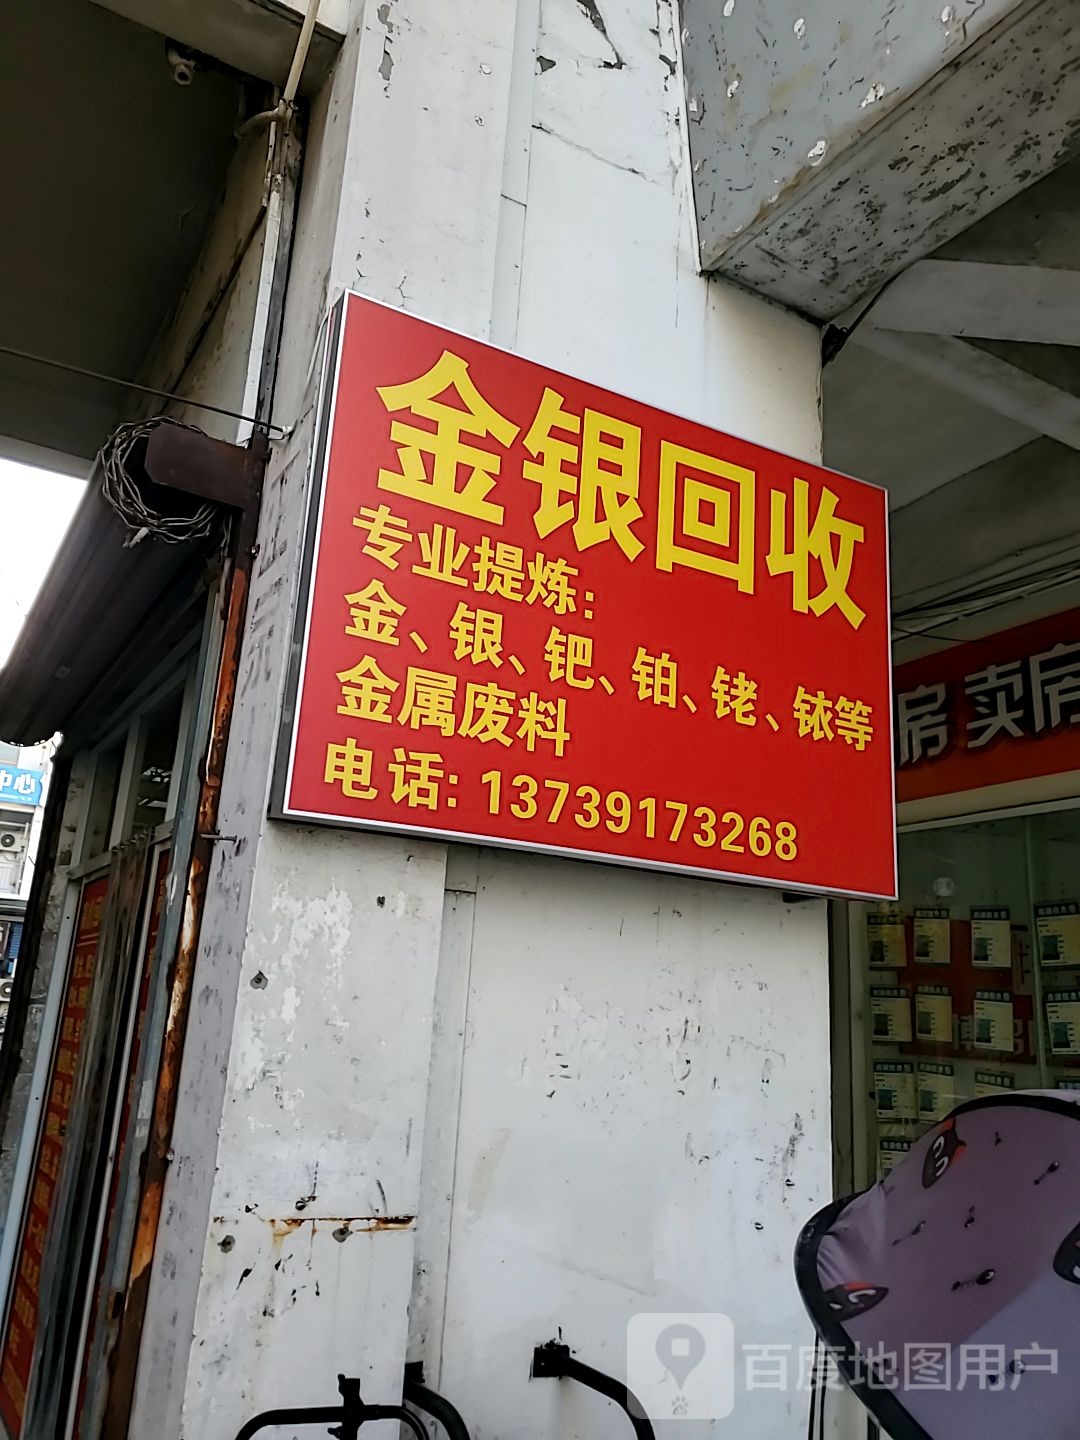 金银回收
专业提炼：
金、银、钯、铂、铑、铱等
金属废料
电话：13739173268
房 卖房
中心
百度地图用户